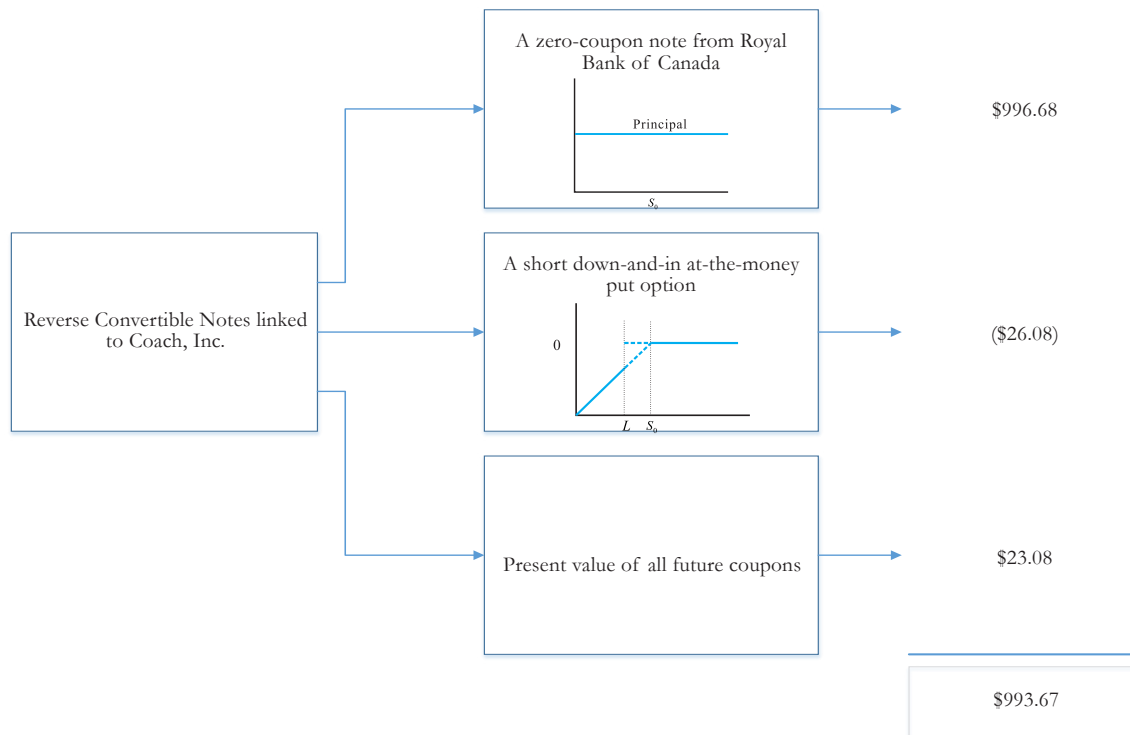 A zero-coupon note from Royal
Bank of Canada
Principal
S₀
$996.68
Reverse Convertible Notes linked
to Coach, Inc.
A short down-and-in at-the-money
put option
0
L S₀
($26.08)
Present value of all future coupons
$23.08
$993.67